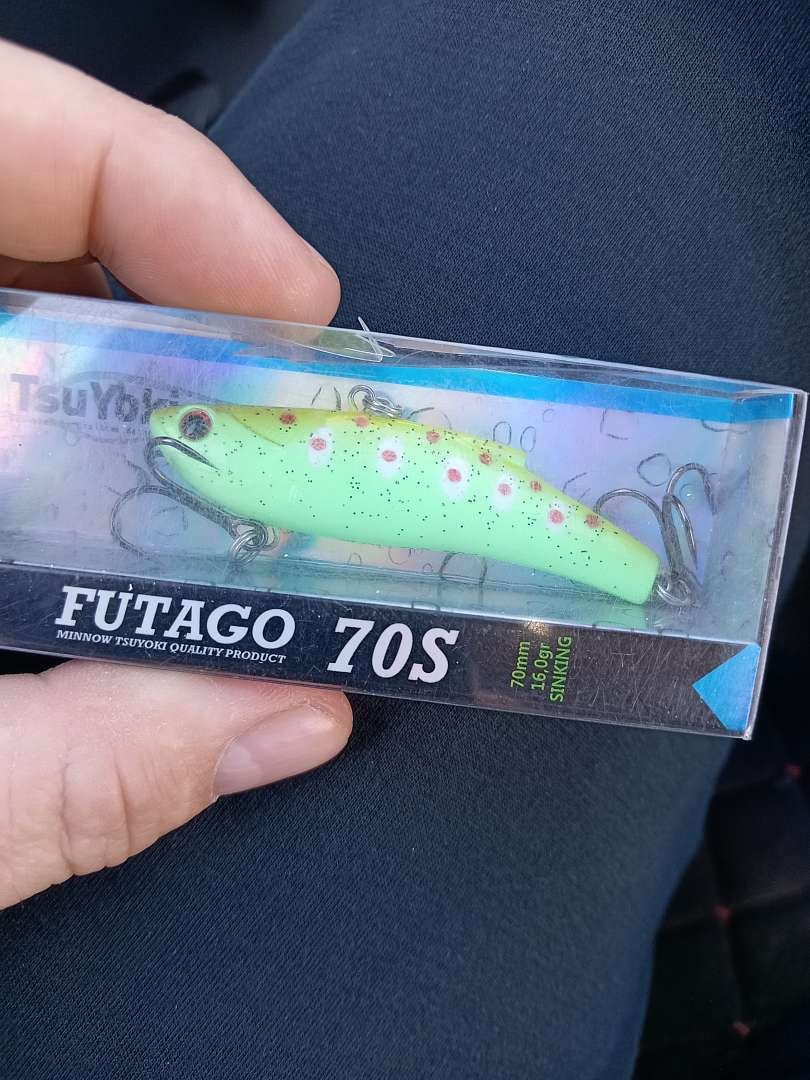 TsuYoki
FUTAGO 70S
MINNOW TSUYOKI QUALITY PRODUCT
70mm
16,0gr
SINKING